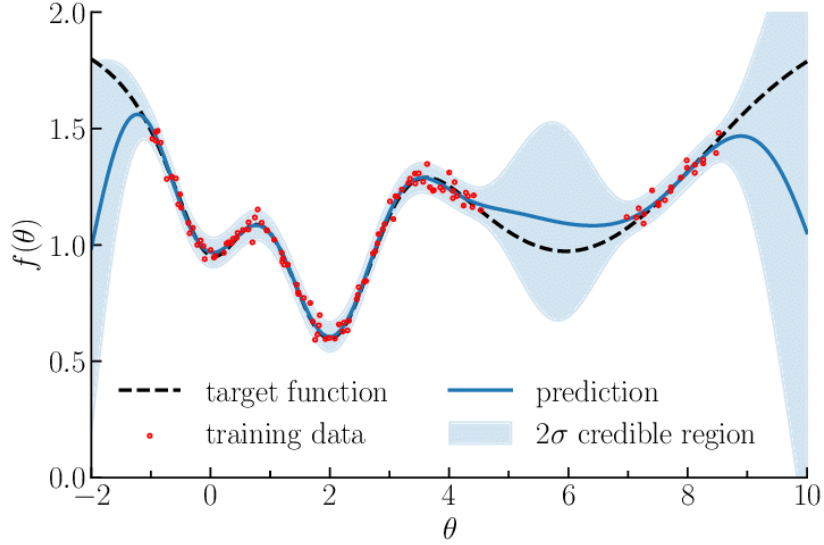 2.0
1.5
1.0
0.5
0.0
f(θ)
target function
prediction
training data
2σ credible region
−2 0 2 4 6 8 10
θ